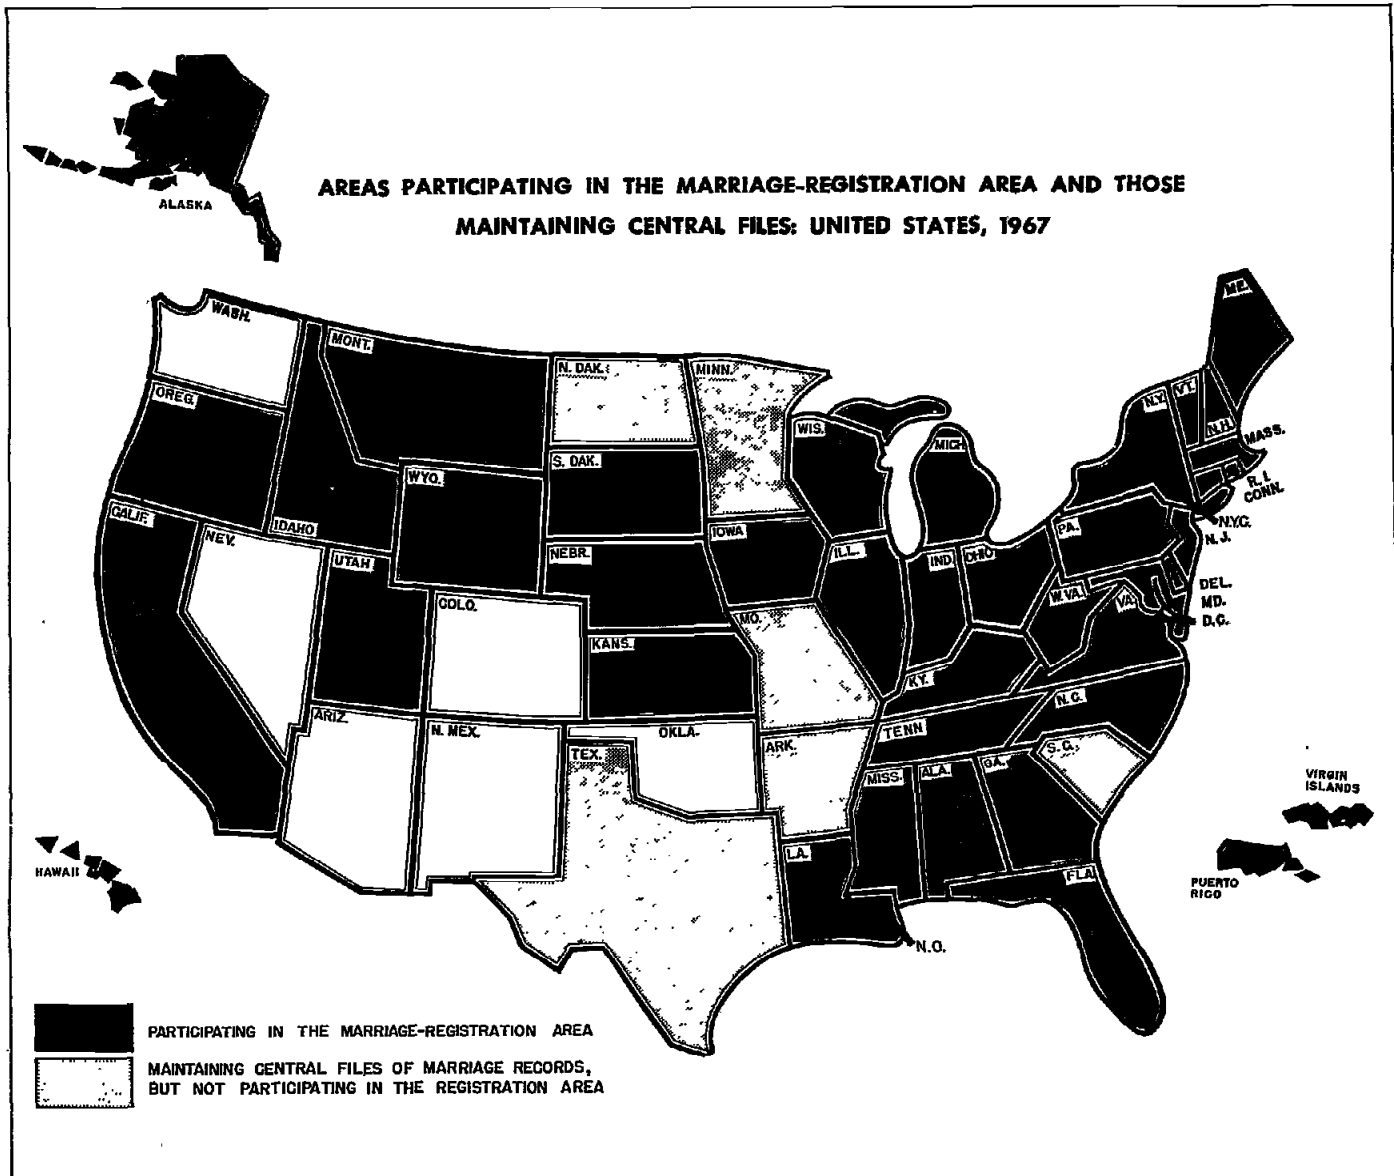 ALASKA
AREAS PARTICIPATING IN THE MARRIAGE-REGISTRATION AREA AND THOSE
MAINTAINING CENTRAL FILES: UNITED STATES, 1967
WASH.
MONT.
N. DAK.
MINN.
ME.
OREG.
WIS.
MICH.
N.Y.
VT.
N.H.
MASS.
WYO.
S. DAK.
R. I.
CONN.
CALIF.
NEV.
IDAHO
UTAH
NEBR.
IOWA
ILL.
IND.
OHIO
PA.
N.Y.C.
N. J.
COLO.
KANS.
MO.
W.VA.
VA.
DEL.
MD.
D.C.
KY.
ARIZ.
N. MEX.
OKLA.
TEX.
ARK.
TENN
N.C.
S.C.
MISS.
ALA.
GA.
VIRGIN
ISLANDS
HAWAII
LA.
FLA.
PUERTO
RICO
N.O.
PARTICIPATING IN THE MARRIAGE-REGISTRATION AREA
MAINTAINING CENTRAL FILES OF MARRIAGE RECORDS,
BUT NOT PARTICIPATING IN THE REGISTRATION AREA